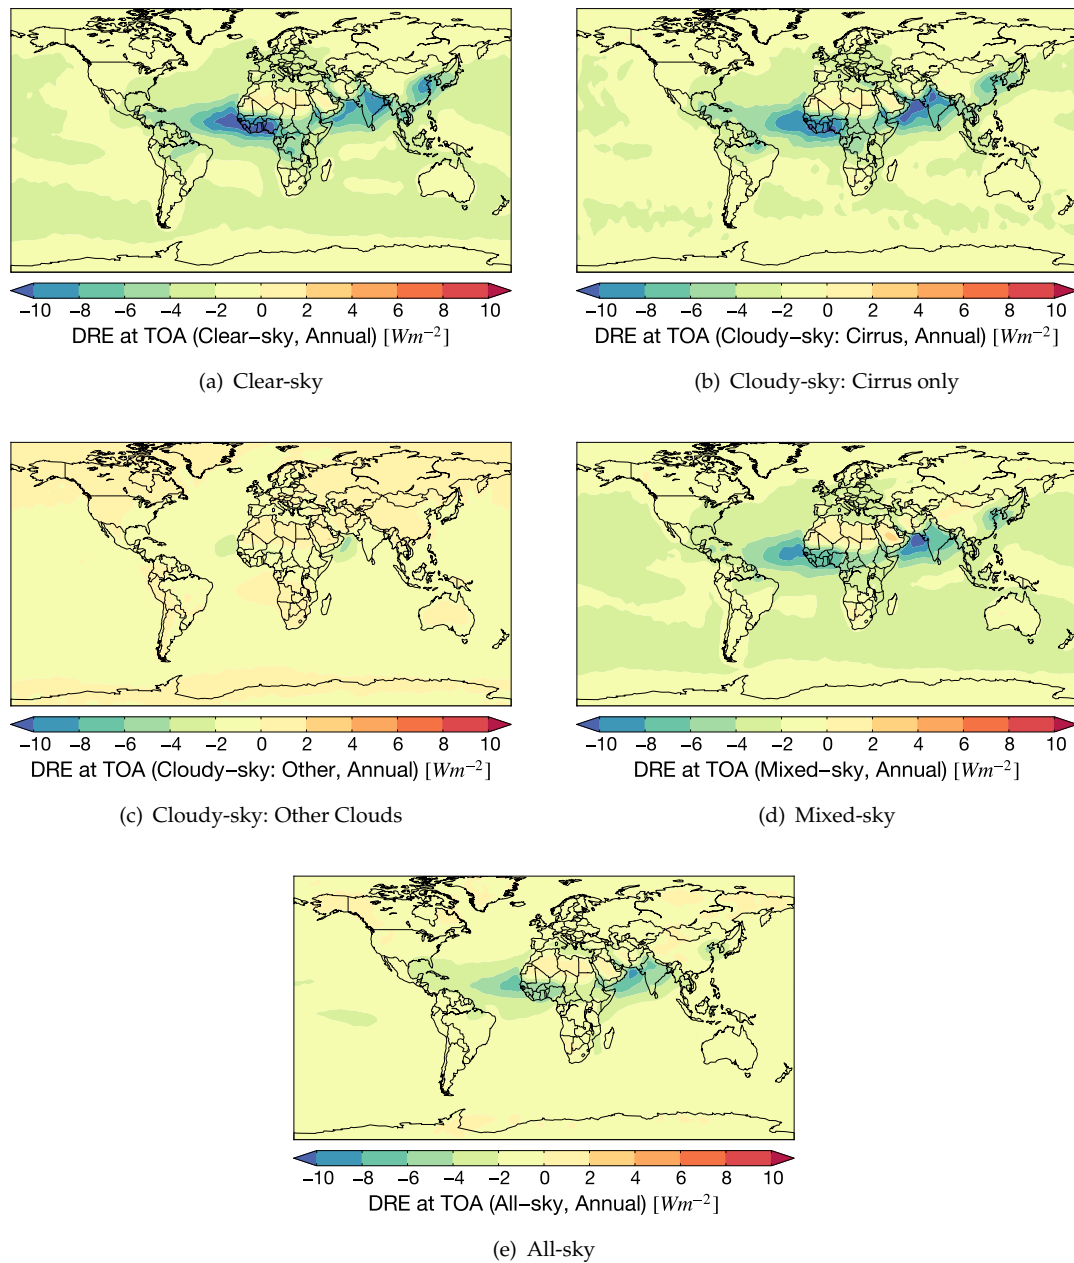 −10 −8 −6 −4 −2 0 2 4 6 8 10
DRE at TOA (Clear−sky, Annual) [Wm−2]
(a) Clear-sky
−10 −8 −6 −4 −2 0 2 4 6 8 10
DRE at TOA (Cloudy−sky: Cirrus, Annual) [Wm−2]
(b) Cloudy-sky: Cirrus only
−10 −8 −6 −4 −2 0 2 4 6 8 10
DRE at TOA (Cloudy−sky: Other, Annual) [Wm−2]
(c) Cloudy-sky: Other Clouds
−10 −8 −6 −4 −2 0 2 4 6 8 10
DRE at TOA (Mixed−sky, Annual) [Wm−2]
(d) Mixed-sky
−10 −8 −6 −4 −2 0 2 4 6 8 10
DRE at TOA (All−sky, Annual) [Wm−2]
(e) All-sky